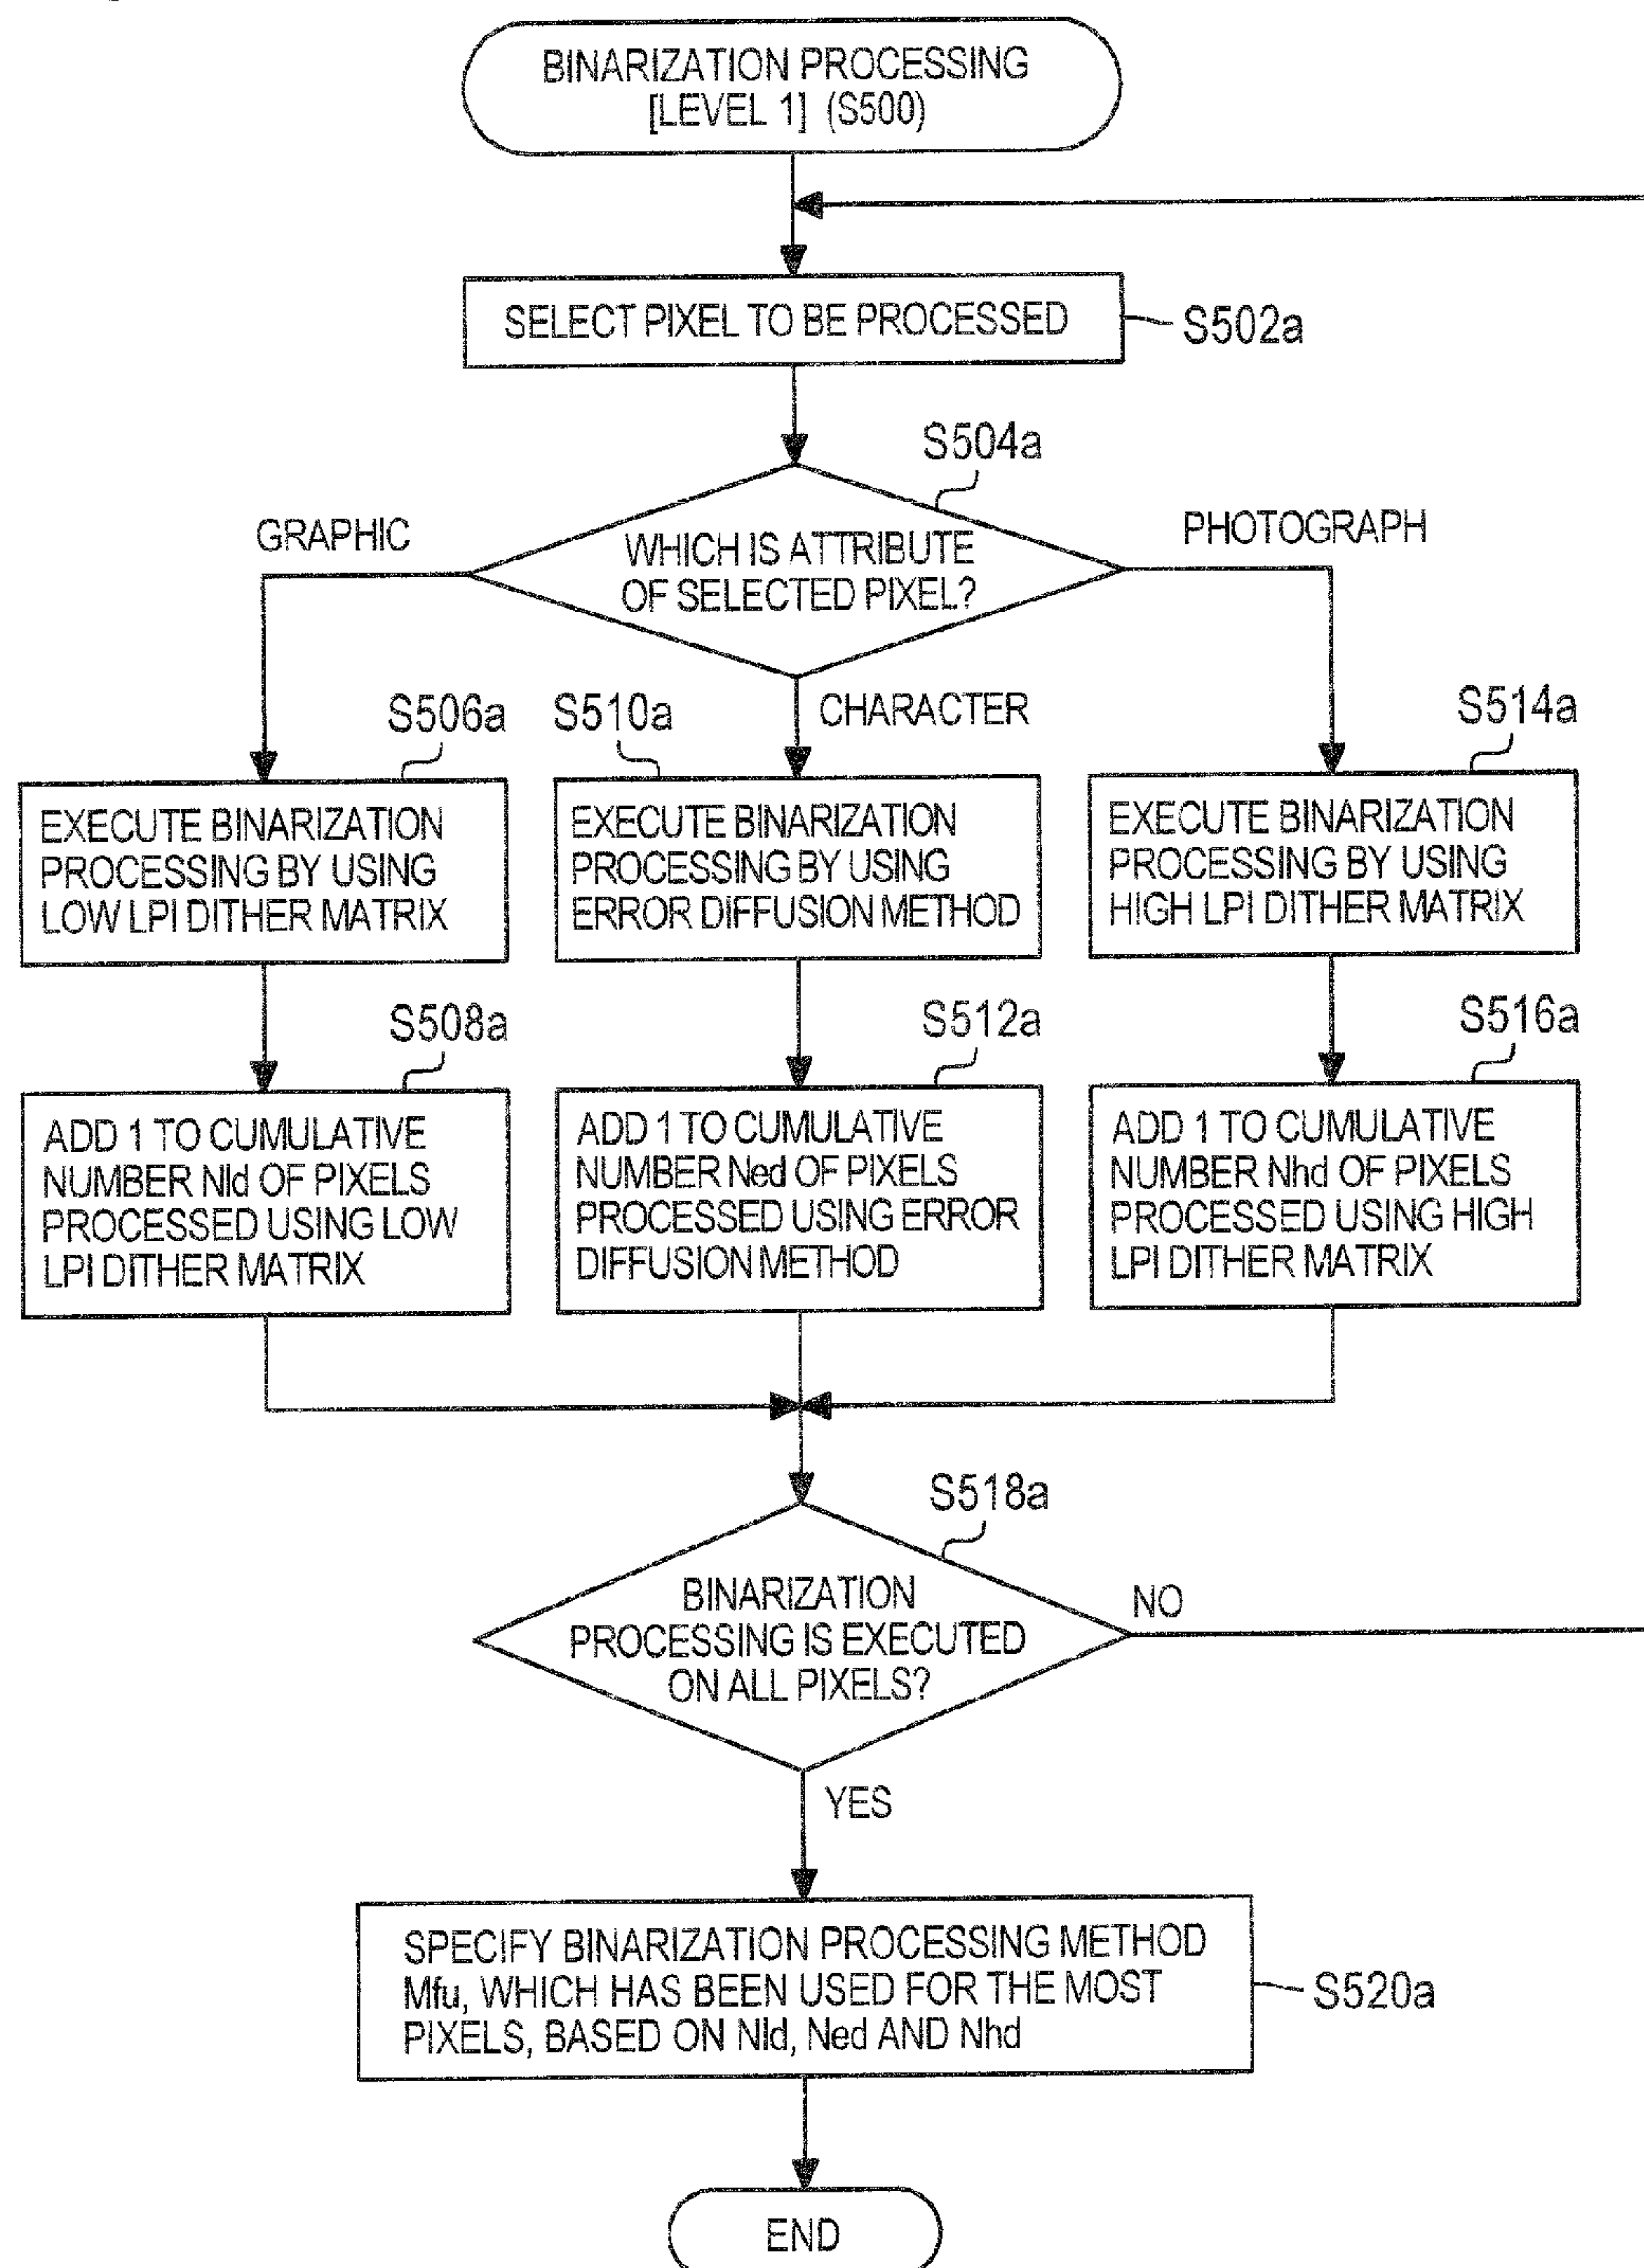 BINARIZATION PROCESSING
[LEVEL 1] (S500)
SELECT PIXEL TO BE PROCESSED
S502a
S504a
GRAPHIC
WHICH IS ATTRIBUTE
OF SELECTED PIXEL?
PHOTOGRAPH
CHARACTER
S506a
EXECUTE BINARIZATION
PROCESSING BY USING
LOW LPI DITHER MATRIX
S510a
EXECUTE BINARIZATION
PROCESSING BY USING
ERROR DIFFUSION METHOD
S514a
EXECUTE BINARIZATION
PROCESSING BY USING
HIGH LPI DITHER MATRIX
S508a
ADD 1 TO CUMULATIVE
NUMBER Nld OF PIXELS
PROCESSED USING LOW
LPI DITHER MATRIX
S512a
ADD 1 TO CUMULATIVE
NUMBER Ned OF PIXELS
PROCESSED USING ERROR
DIFFUSION METHOD
S516a
ADD 1 TO CUMULATIVE
NUMBER Nhd OF PIXELS
PROCESSED USING HIGH
LPI DITHER MATRIX
S518a
BINARIZATION
PROCESSING IS EXECUTED
ON ALL PIXELS?
NO
YES
SPECIFY BINARIZATION PROCESSING METHOD
Mfu, WHICH HAS BEEN USED FOR THE MOST
PIXELS, BASED ON Nld, Ned AND Nhd
S520a
END